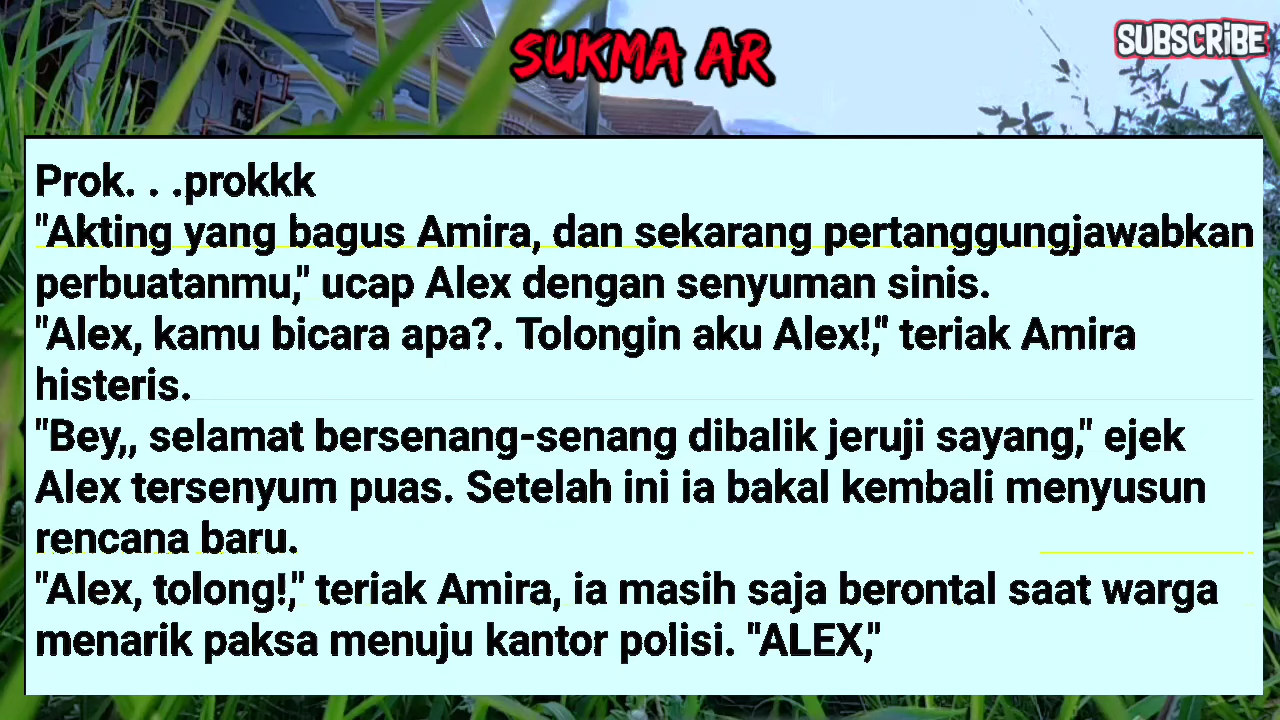 SUKMA AR
SUBSCRIBE
Prok. . .prokkk
"Akting yang bagus Amira, dan sekarang pertanggungjawabkan
perbuatanmu," ucap Alex dengan senyuman sinis.
"Alex, kamu bicara apa?. Tolongin aku Alex!," teriak Amira
histeris.
"Bey,, selamat bersenang-senang dibalik jeruji sayang," ejek
Alex tersenyum puas. Setelah ini ia bakal kembali menyusun
rencana baru.
"Alex, tolong!," teriak Amira, ia masih saja berontal saat warga
menarik paksa menuju kantor polisi. "ALEX,"